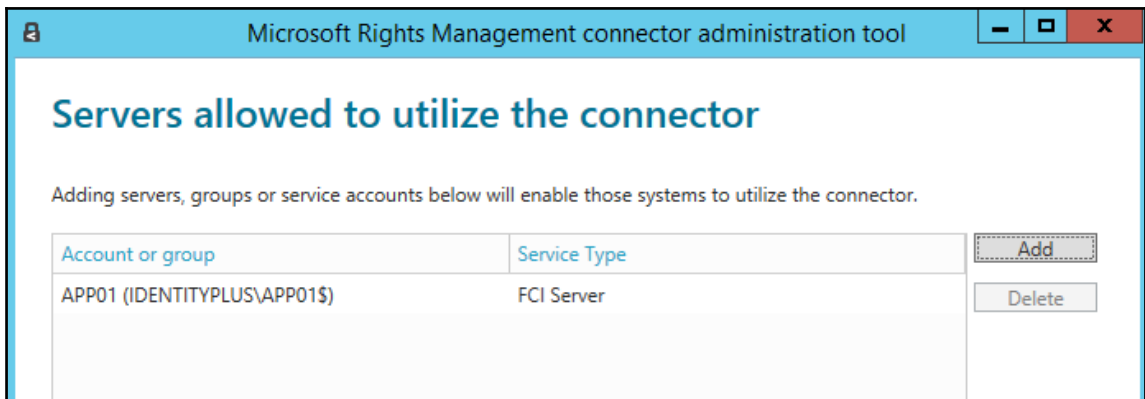 Microsoft Rights Management connector administration tool
Servers allowed to utilize the connector
Adding servers, groups or service accounts below will enable those systems to utilize the connector.
Account or group Service Type Add
APP01 (IDENTITYPLUS\APP01$) FCI Server Delete